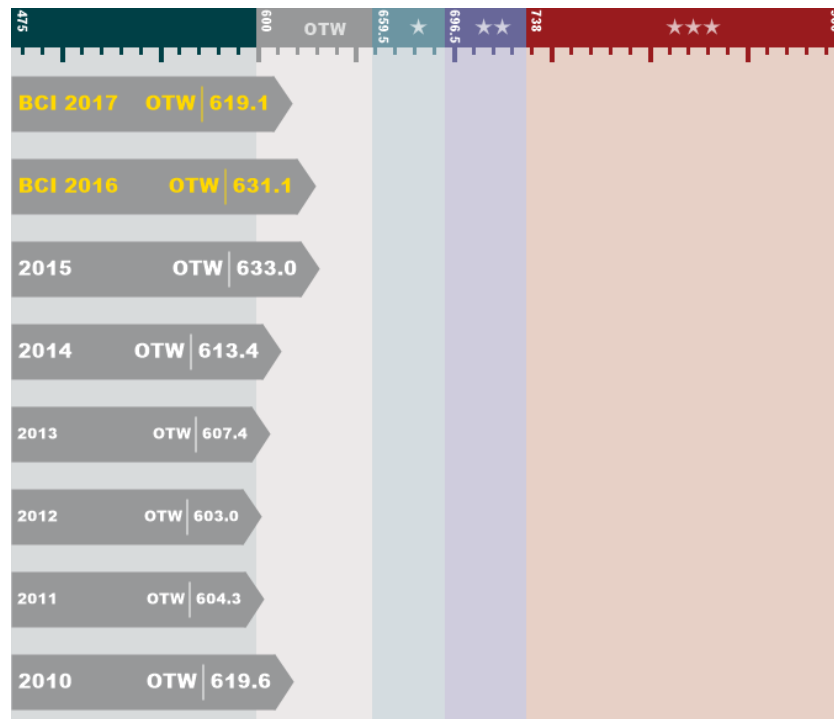 475 600 OTW 659.5 ★ 696.5 ★★ 738 ★★★
BCI 2017 OTW 619.1
BCI 2016 OTW 631.1
2015 OTW 633.0
2014 OTW 613.4
2013 OTW 607.4
2012 OTW 603.0
2011 OTW 604.3
2010 OTW 619.6